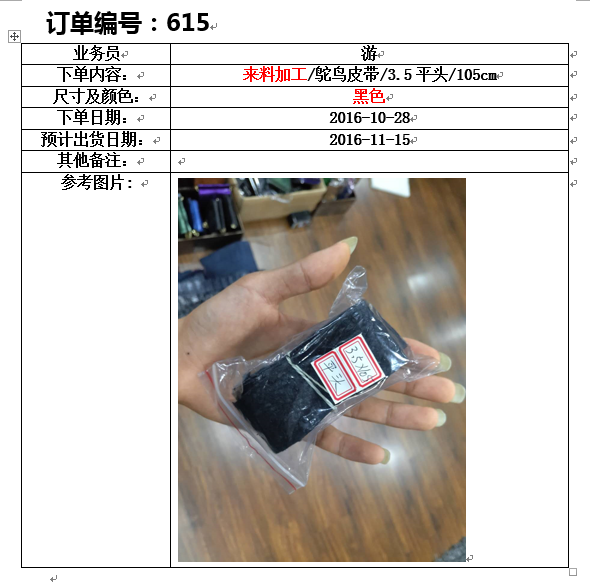 订单编号：615
业务员 游
下单内容： 来料加工/鸵鸟皮带/3.5平头/105cm
尺寸及颜色： 黑色
下单日期： 2016-10-28
预计出货日期： 2016-11-15
其他备注：
参考图片：
平头